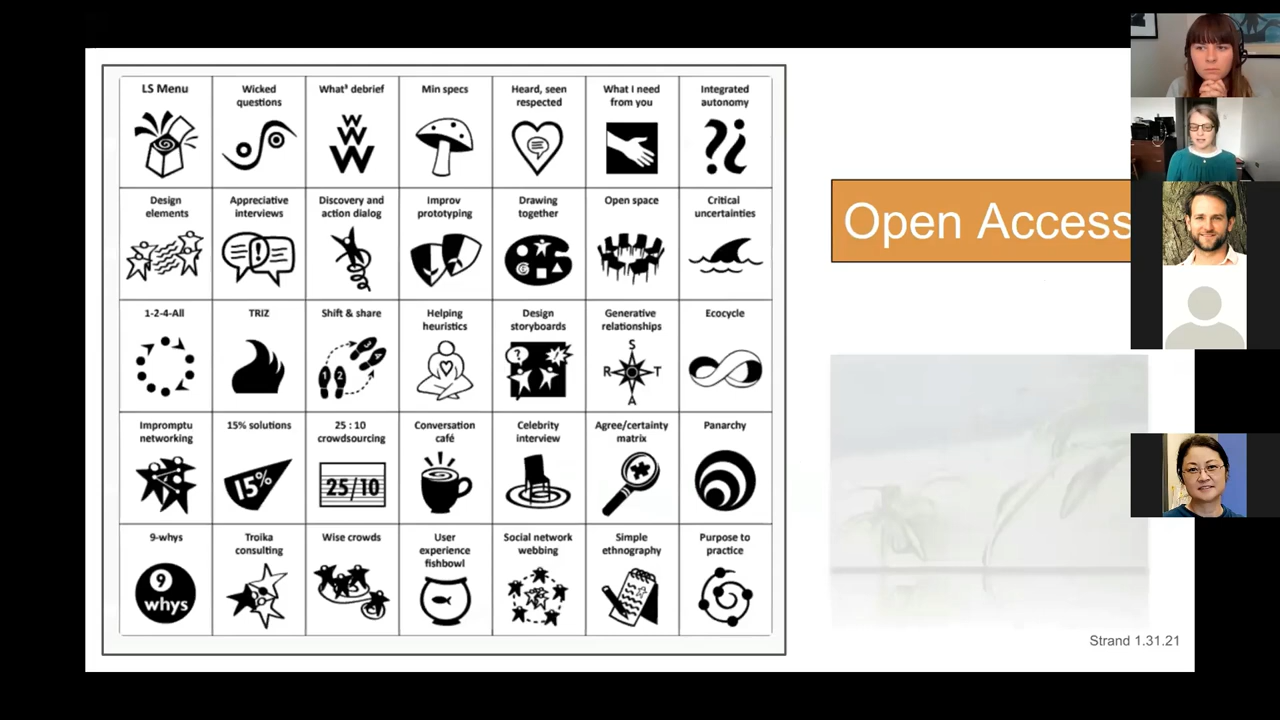 LS Menu
Wicked
questions
What³ debrief
Min specs
Heard, seen
respected
What I need
from you
Integrated
autonomy
W
W
W
?¿
Design
elements
Appreciative
interviews
Discovery and
action dialog
Improv
prototyping
Drawing
together
Open space
Critical
uncertainties
!
1-2-4-All
TRIZ
Shift & share
Helping
heuristics
Design
storyboards
Generative
relationships
Ecocycle
1 2 3 4
? !
S
R T
A
Impromptu
networking
15% solutions
25 : 10
crowdsourcing
Conversation
café
Celebrity
interview
Agree/certainty
matrix
Panarchy
15%
25/10
9-whys
Troika
consulting
Wise crowds
User
experience
fishbowl
Social network
webbing
Simple
ethnography
Purpose to
practice
9
whys
Open Access
Strand 1.31.21